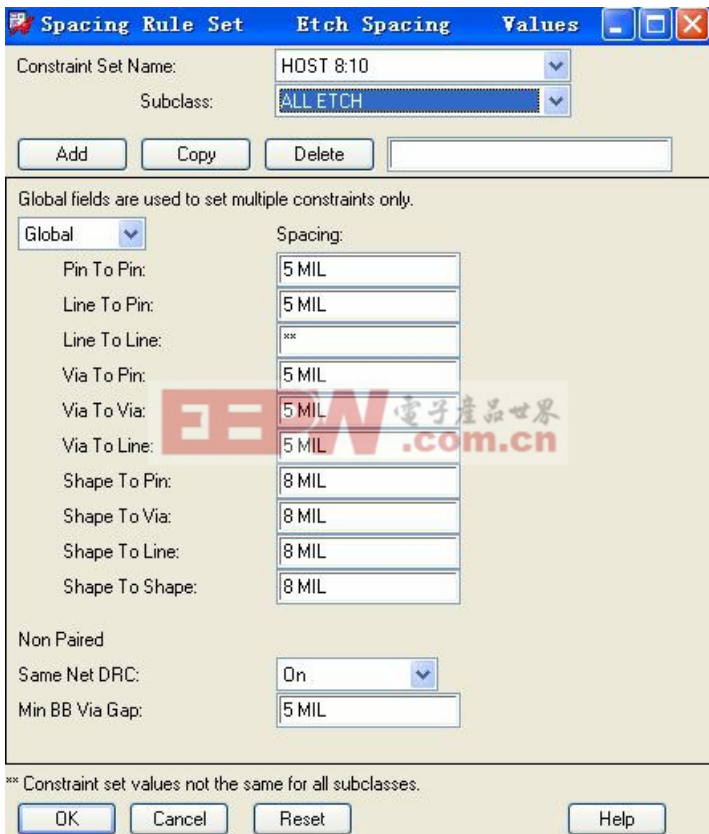 Spacing Rule Set Etch Spacing Values
Constraint Set Name: HOST 8:10
Subclass: ALL ETCH
Add Copy Delete
Global fields are used to set multiple constraints only.
Global Spacing:
Pin To Pin: 5 MIL
Line To Pin: 5 MIL
Line To Line: **
Via To Pin: 5 MIL
Via To Via: 5 MIL
Via To Line: 5 MIL
EEPW 電子產品世界
.com.cn
Shape To Pin: 8 MIL
Shape To Via: 8 MIL
Shape To Line: 8 MIL
Shape To Shape: 8 MIL
Non Paired
Same Net DRC: On
Min BB Via Gap: 5 MIL
** Constraint set values not the same for all subclasses.
OK Cancel Reset Help